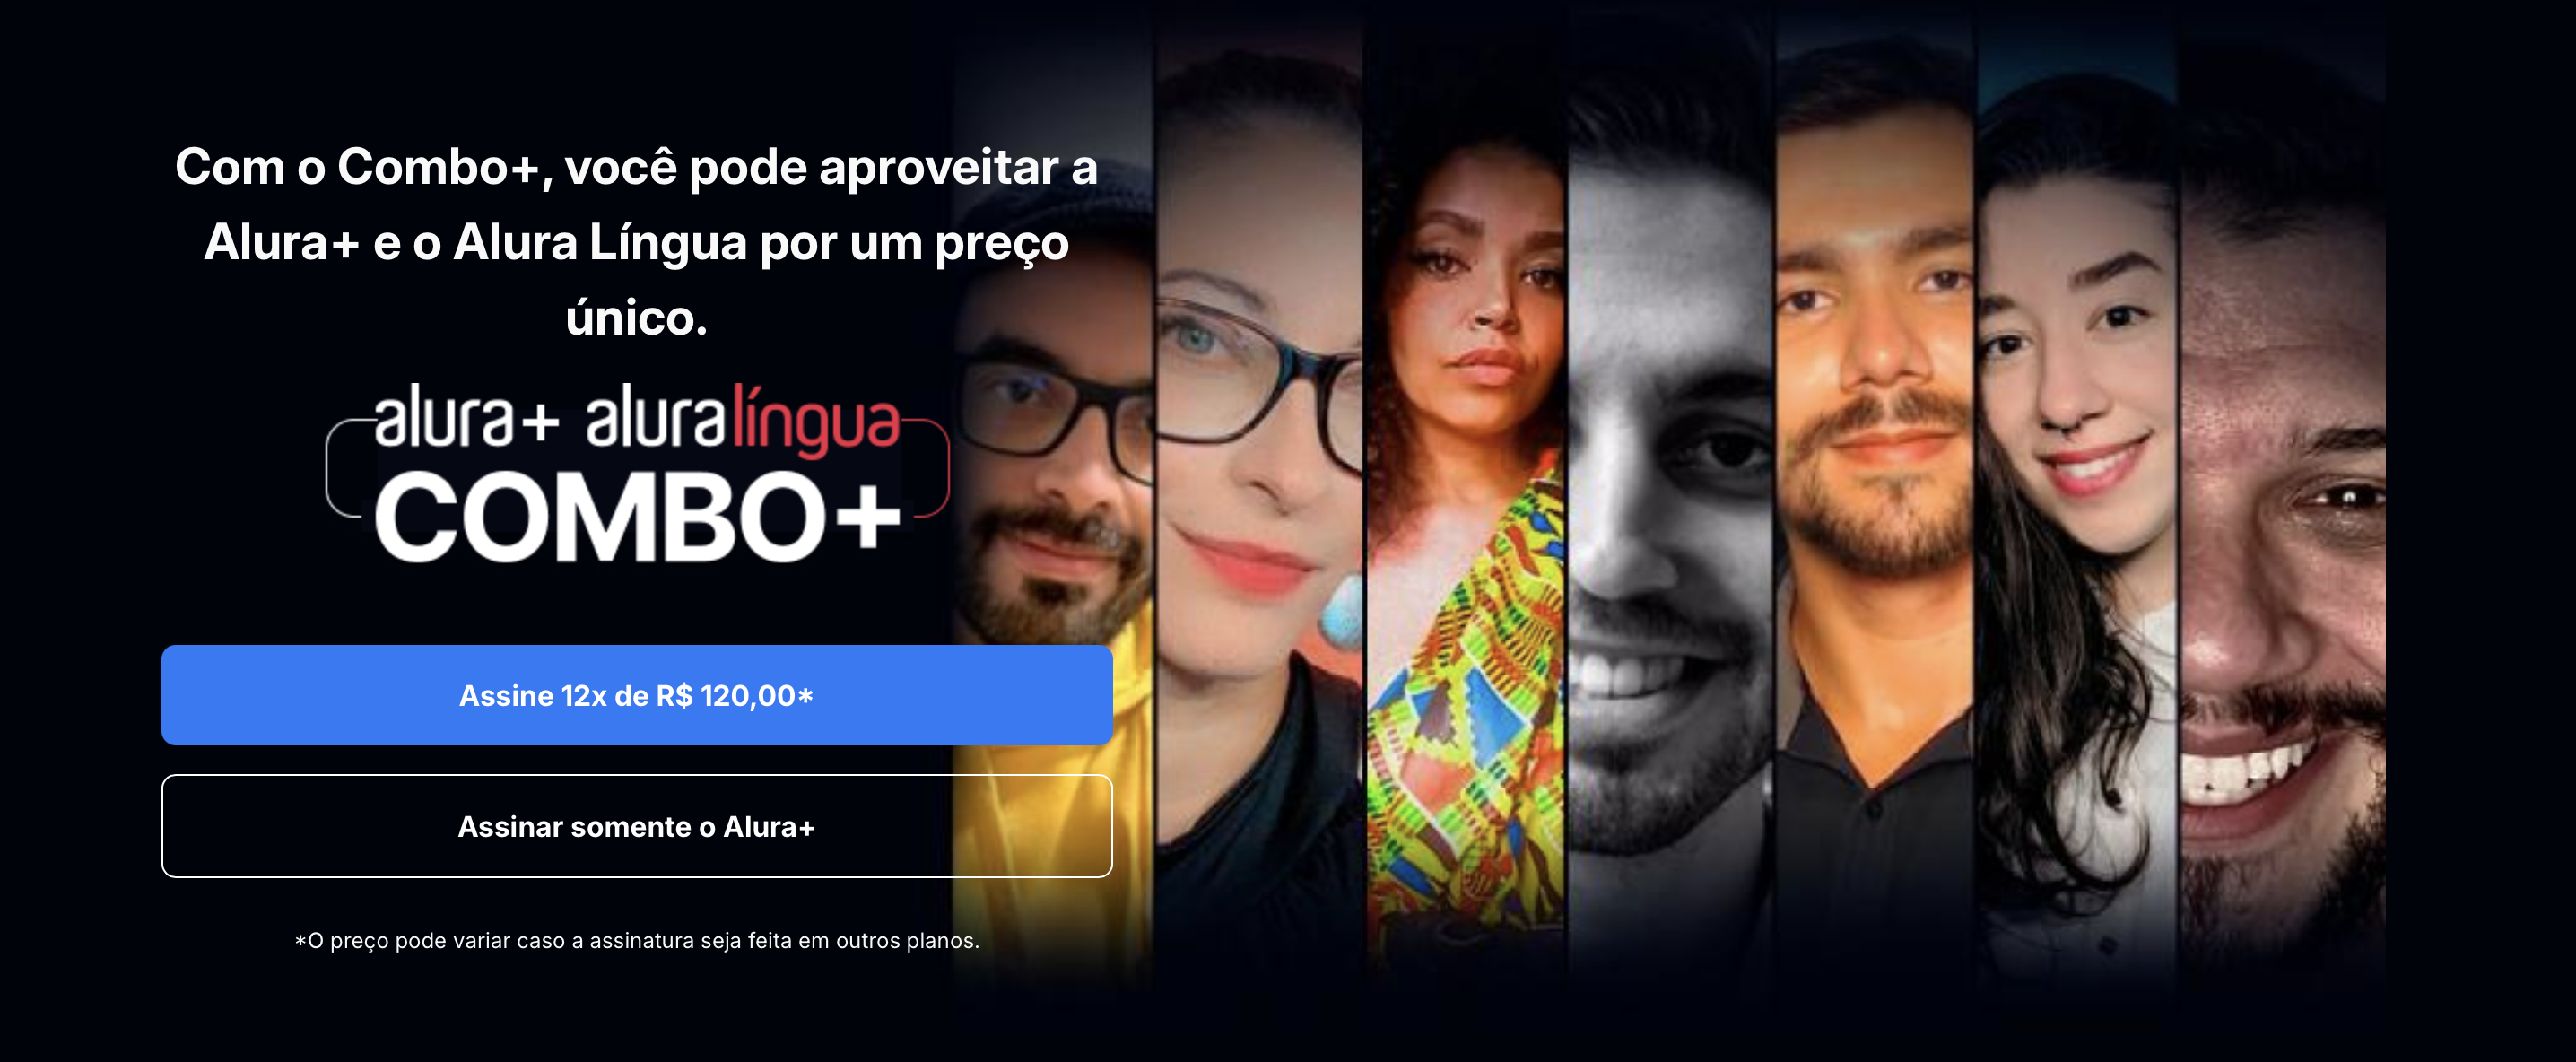 Com o Combo+, você pode aproveitar a
Alura+ e o Alura Língua por um preço
único.
alura+ aluralíngua
COMBO+
Assine 12x de R$ 120,00*
Assinar somente o Alura+
*O preço pode variar caso a assinatura seja feita em outros planos.